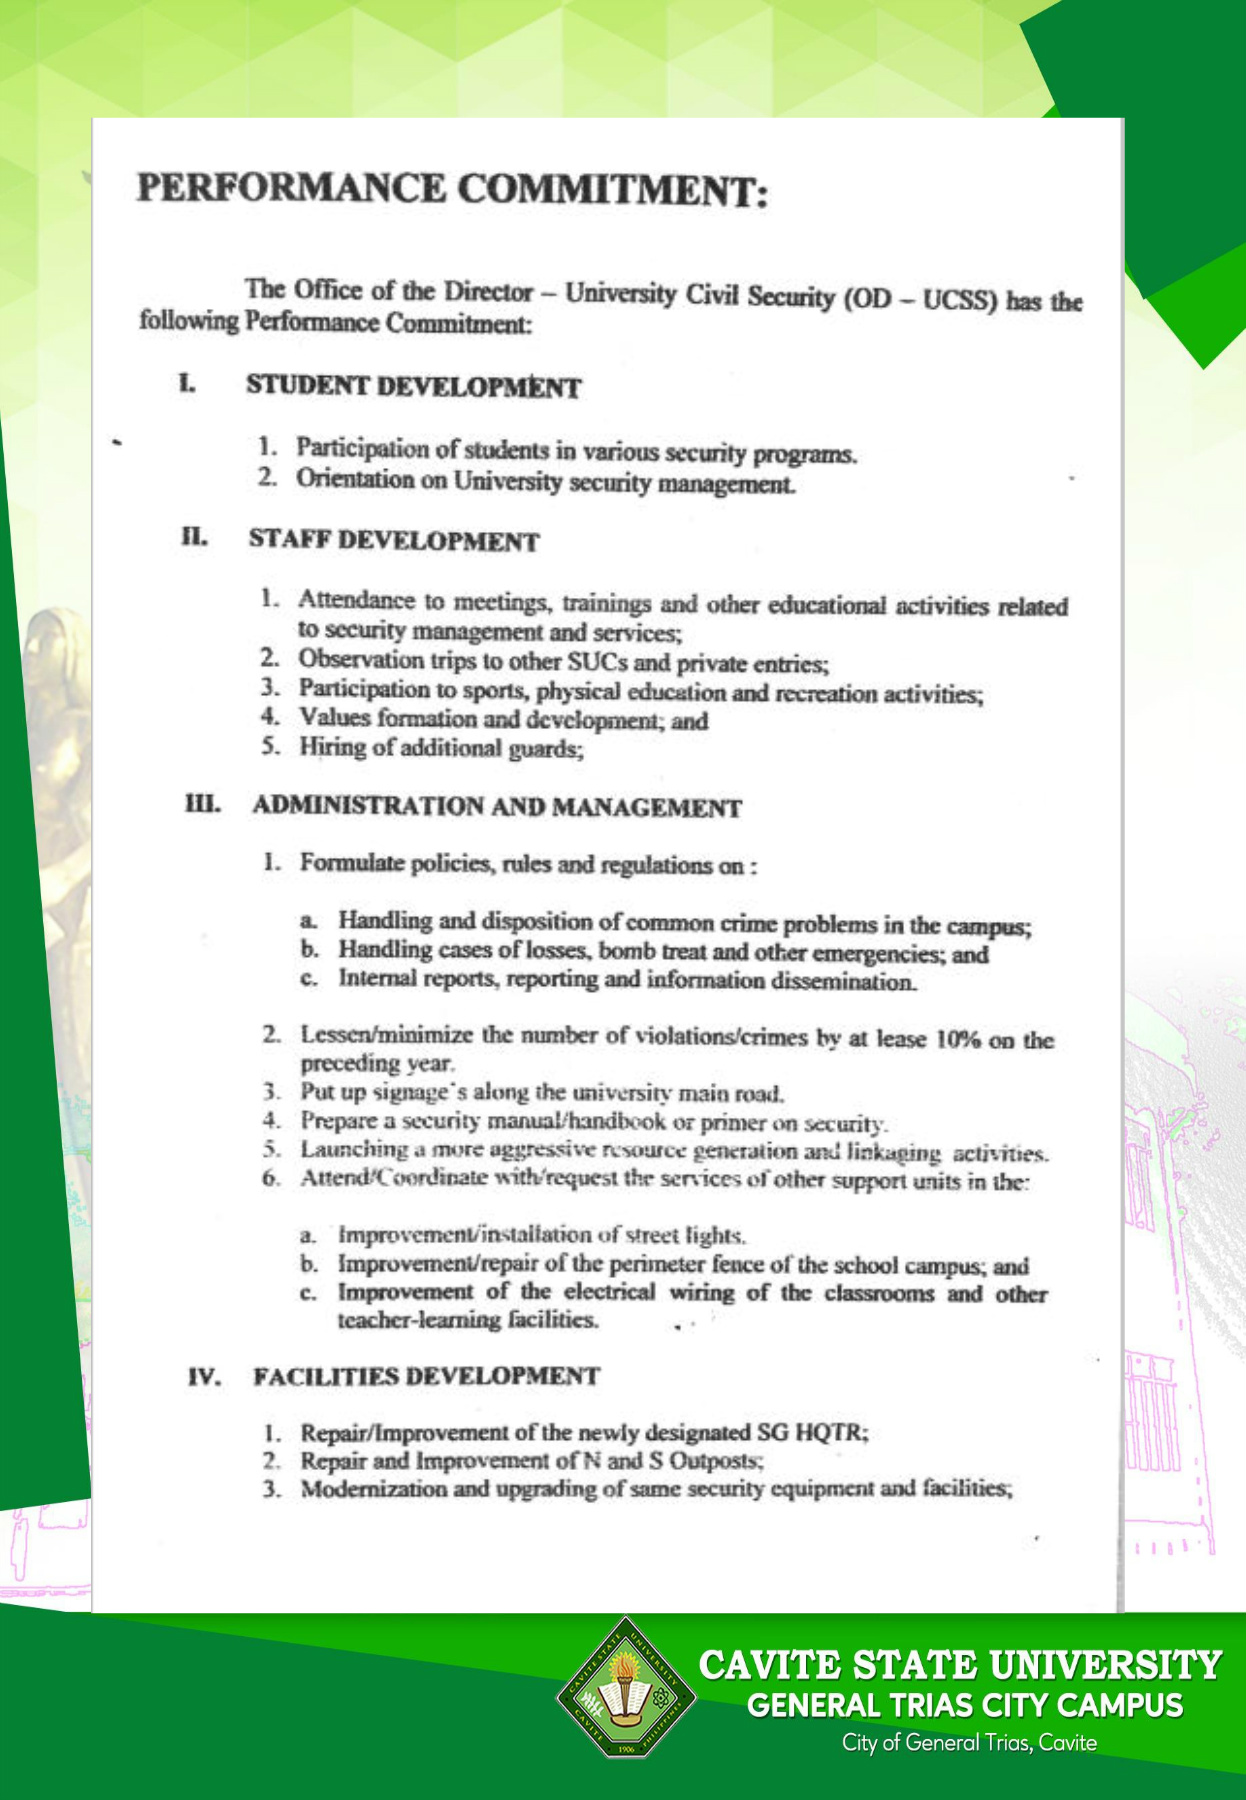 PERFORMANCE COMMITMENT:
The Office of the Director – University Civil Security (OD – UCSS) has the
following Performance Commitment:
I. STUDENT DEVELOPMENT
1. Participation of students in various security programs.
2. Orientation on University security management.
II. STAFF DEVELOPMENT
1. Attendance to meetings, trainings and other educational activities related
to security management and services;
2. Observation trips to other SUCs and private entries;
3. Participation to sports, physical education and recreation activities;
4. Values formation and development; and
5. Hiring of additional guards;
III. ADMINISTRATION AND MANAGEMENT
1. Formulate policies, rules and regulations on :
a. Handling and disposition of common crime problems in the campus;
b. Handling cases of losses, bomb treat and other emergencies; and
c. Internal reports, reporting and information dissemination.
2. Lessen/minimize the number of violations/crimes by at lease 10% on the
preceding year.
3. Put up signage's along the university main road.
4. Prepare a security manual/handbook or primer on security.
5. Launching a more aggressive resource generation and linkaging activities.
6. Attend/Coordinate with/request the services of other support units in the:
a. Improvement/installation of street lights.
b. Improvement/repair of the perimeter fence of the school campus; and
c. Improvement of the electrical wiring of the classrooms and other
teacher-learning facilities.
IV. FACILITIES DEVELOPMENT
1. Repair/Improvement of the newly designated SG HQTR;
2. Repair and Improvement of N and S Outposts;
3. Modernization and upgrading of same security equipment and facilities;
CAVITE STATE UNIVERSITY
CAVITE
PHILIPPINES
1906
CAVITE STATE UNIVERSITY
GENERAL TRIAS CITY CAMPUS
City of General Trias, Cavite